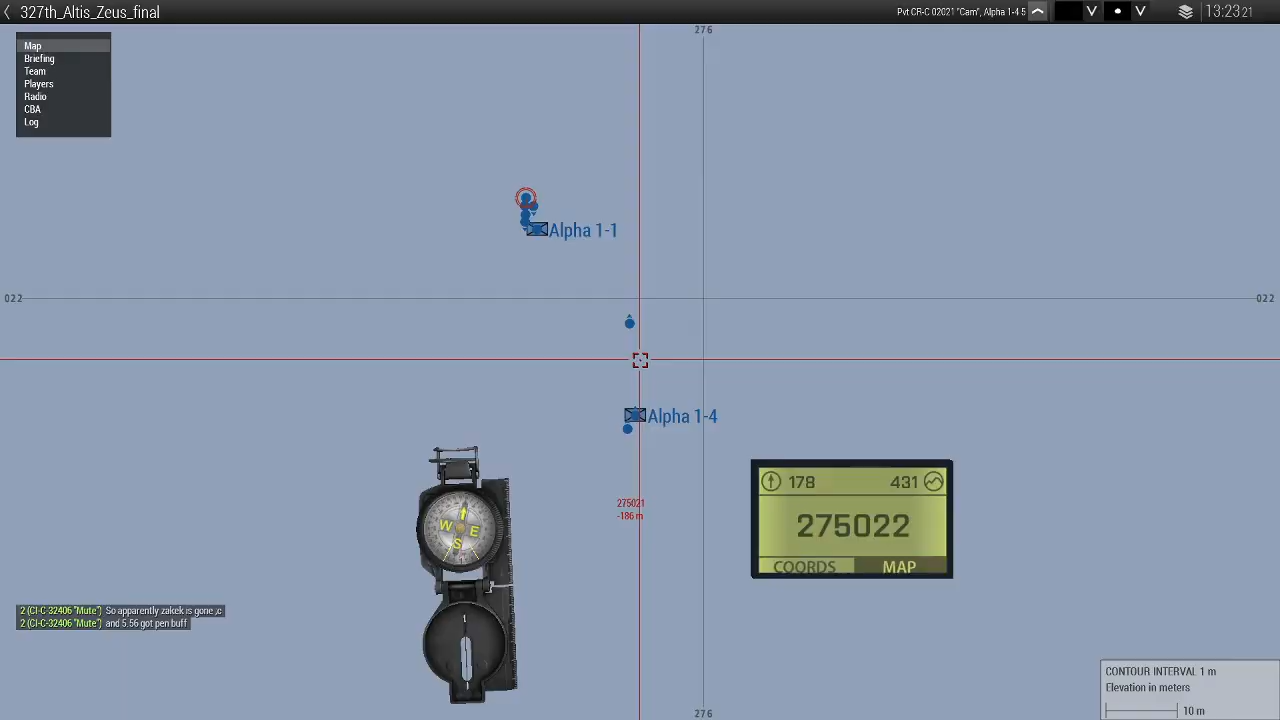 327th_Altis_Zeus_final
Pvt CR-C 02021 "Cam", Alpha 1-4 5
13:23 21
Map
Briefing
Team
Players
Radio
CBA
Log
276
Alpha 1-1
022
022
Alpha 1-4
275021
-186 m
W
E
S
178
431
275022
COORDS
MAP
2 (CI-C-32406 "Mute") So apparently zakek is gone ;c
2 (CI-C-32406 "Mute") and 5.56 got pen buff
CONTOUR INTERVAL 1 m
Elevation in meters
10 m
276